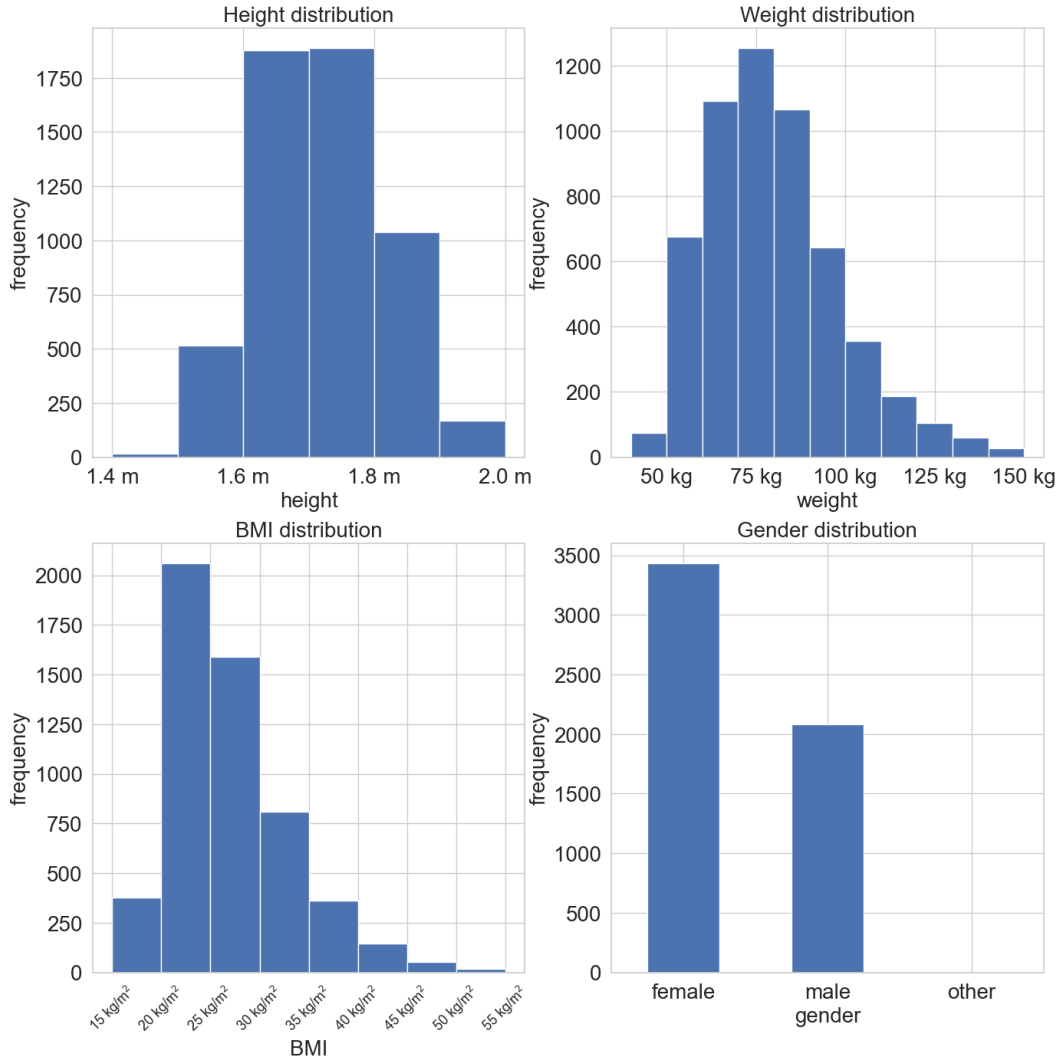 Height distribution
1750
1500
1250
1000
750
500
250
0
frequency
1.4 m 1.6 m 1.8 m 2.0 m
height
Weight distribution
1200
1000
800
600
400
200
0
frequency
50 kg 75 kg 100 kg 125 kg 150 kg
weight
BMI distribution
2000
1750
1500
1250
1000
750
500
250
0
frequency
15 kg/m² 20 kg/m² 25 kg/m² 30 kg/m² 35 kg/m² 40 kg/m² 45 kg/m² 50 kg/m² 55 kg/m²
BMI
Gender distribution
3500
3000
2500
2000
1500
1000
500
0
frequency
female male other
gender